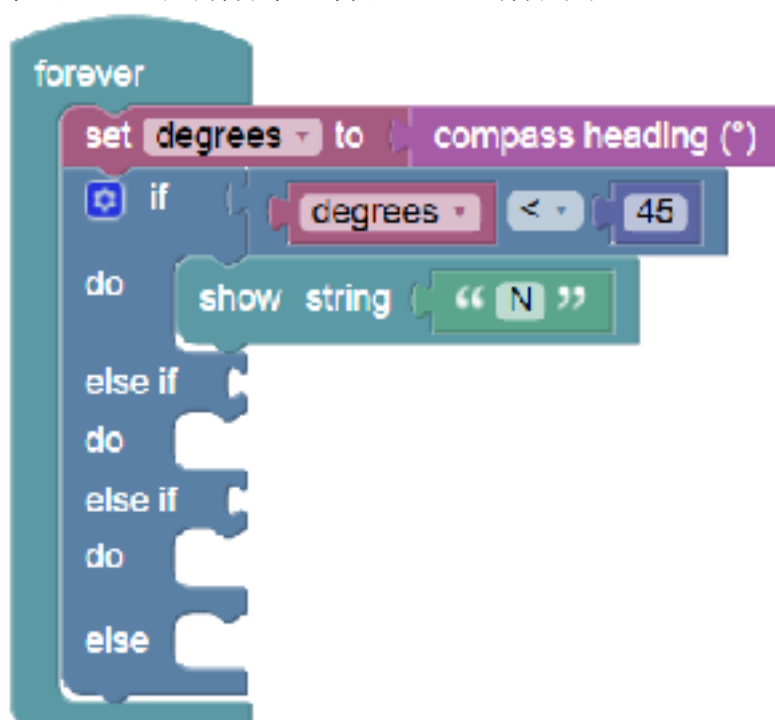 forever
set degrees to compass heading (°)
if degrees < 45
do show string “ N ”
else if
do
else if
do
else